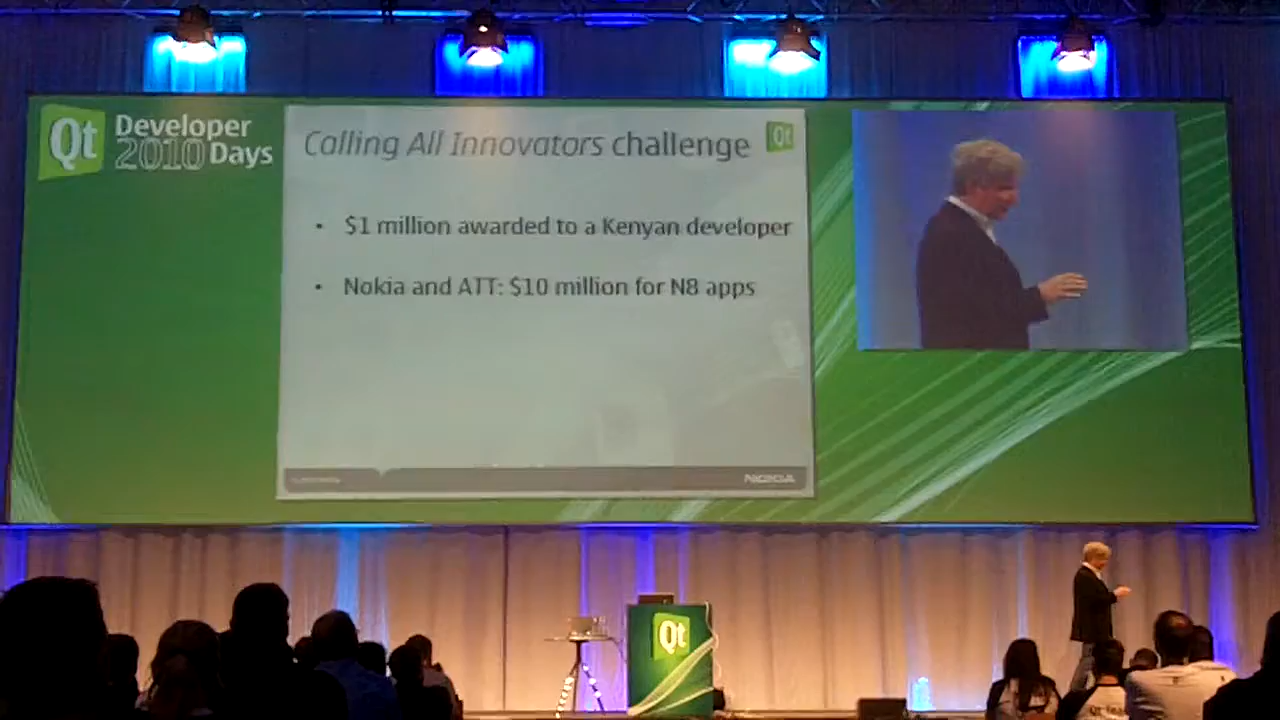 Qt Developer
2010 Days
Calling All Innovators challenge
Qt
• $1 million awarded to a Kenyan developer
• Nokia and ATT: $10 million for N8 apps
NOKIA
Qt
Qt